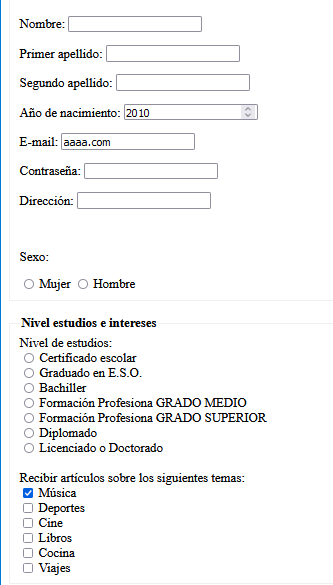 Nombre:
Primer apellido:
Segundo apellido:
Año de nacimiento: 2010
E-mail: aaaa.com
Contraseña:
Dirección:
Sexo:
Mujer Hombre
Nivel estudios e intereses
Nivel de estudios:
Certificado escolar
Graduado en E.S.O.
Bachiller
Formación Profesiona GRADO MEDIO
Formación Profesiona GRADO SUPERIOR
Diplomado
Licenciado o Doctorado
Recibir artículos sobre los siguientes temas:
Música
Deportes
Cine
Libros
Cocina
Viajes